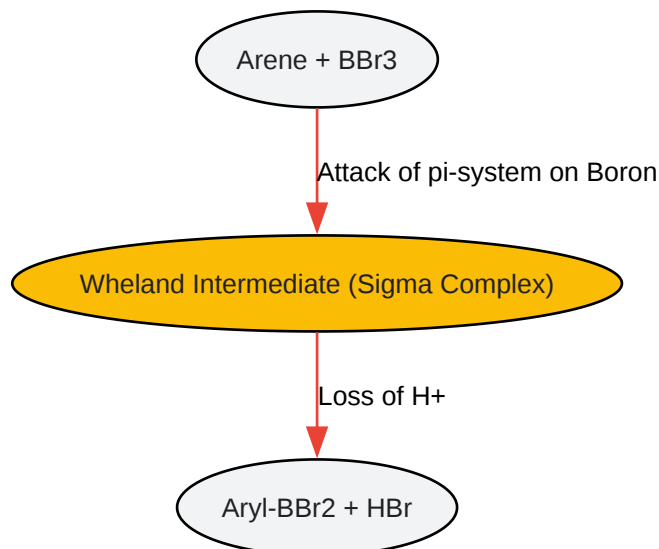 Arene + BBr3
Attack of pi-system on Boron
Wheland Intermediate (Sigma Complex)
Loss of H+
Aryl-BBr2 + HBr